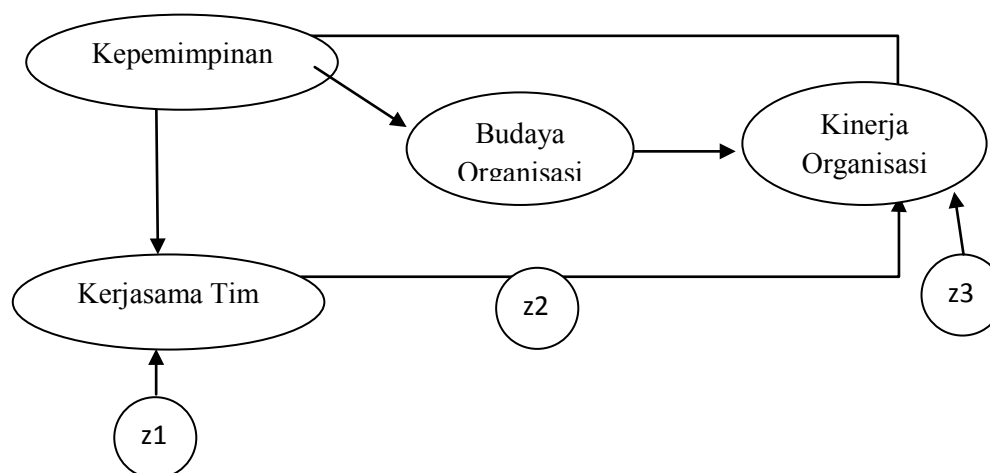 Kepemimpinan
Budaya
Organisasi
Kinerja
Organisasi
Kerjasama Tim
z2
z3
z1